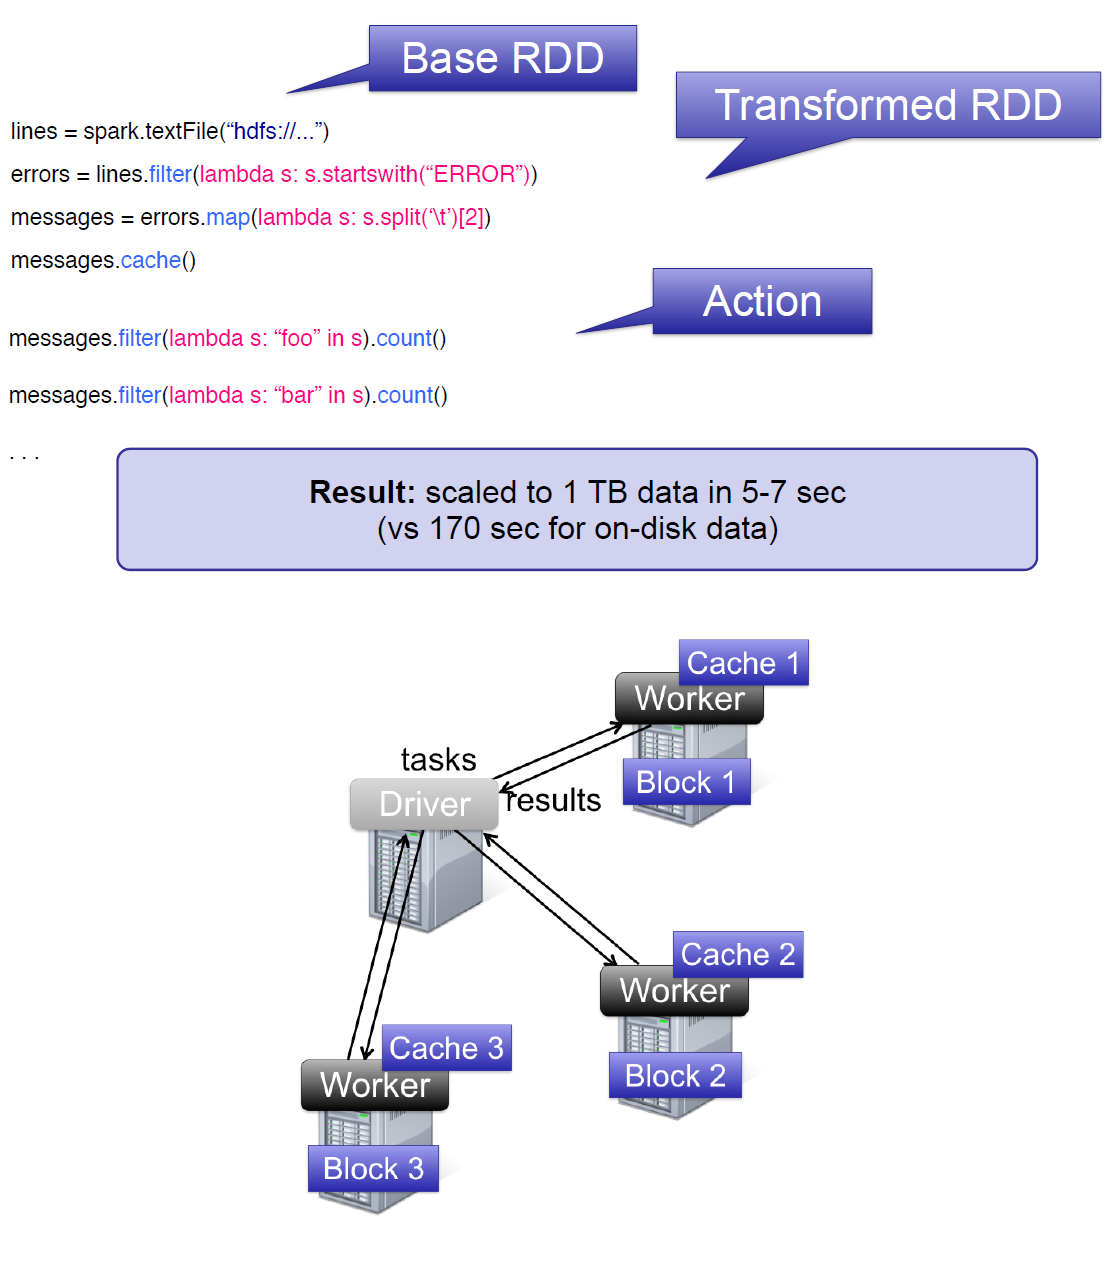 Base RDD
Transformed RDD
lines = spark.textFile(“hdfs://...”)
errors = lines.filter(lambda s: s.startswith(“ERROR”))
messages = errors.map(lambda s: s.split(‘\t’)[2])
messages.cache()
Action
messages.filter(lambda s: “foo” in s).count()
messages.filter(lambda s: “bar” in s).count()
. . .
Result: scaled to 1 TB data in 5-7 sec
(vs 170 sec for on-disk data)
Cache 1
Worker
tasks
Block 1
Driver
results
Cache 2
Worker
Cache 3
Block 2
Worker
Block 3